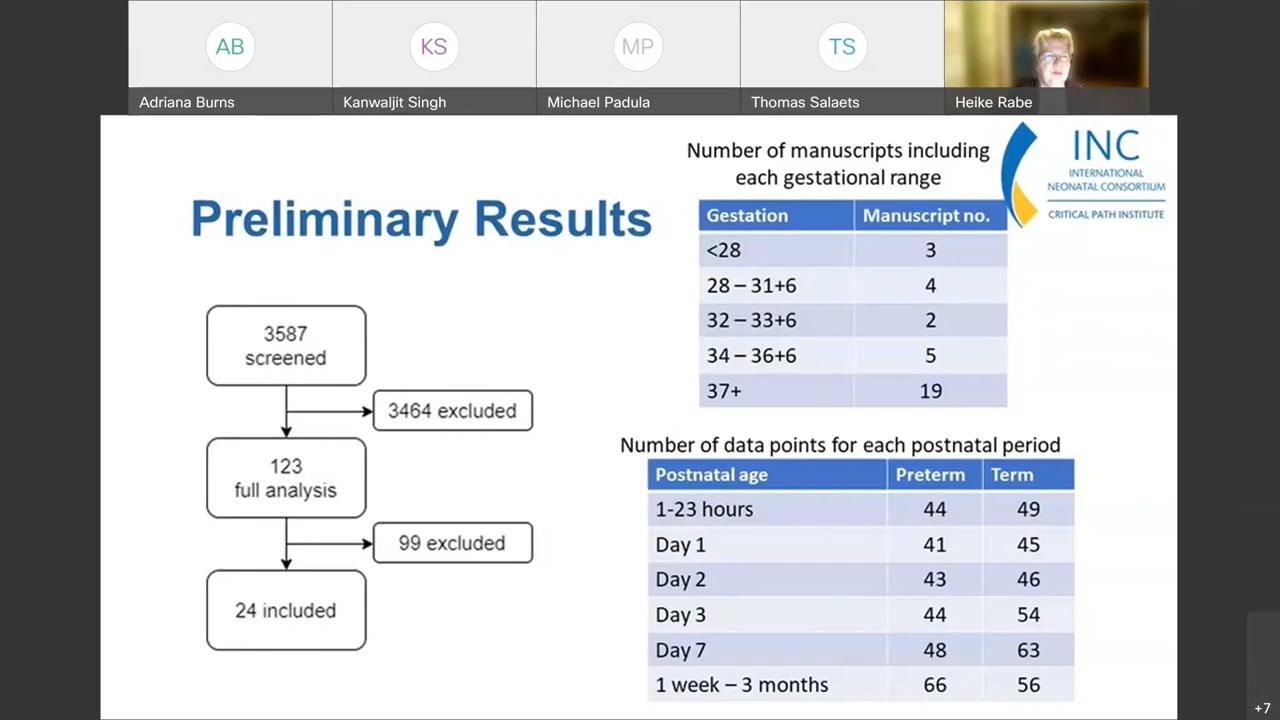 AB
KS
MP
TS
Adriana Burns
Kanwaljit Singh
Michael Padula
Thomas Salaets
Heike Rabe
Preliminary Results
3587
screened
3464 excluded
123
full analysis
99 excluded
24 included
Number of manuscripts including
each gestational range
Gestation Manuscript no.
<28 3
28 – 31+6 4
32 – 33+6 2
34 – 36+6 5
37+ 19
INC
INTERNATIONAL
NEONATAL CONSORTIUM
CRITICAL PATH INSTITUTE
Number of data points for each postnatal period
Postnatal age Preterm Term
1-23 hours 44 49
Day 1 41 45
Day 2 43 46
Day 3 44 54
Day 7 48 63
1 week – 3 months 66 56
+7